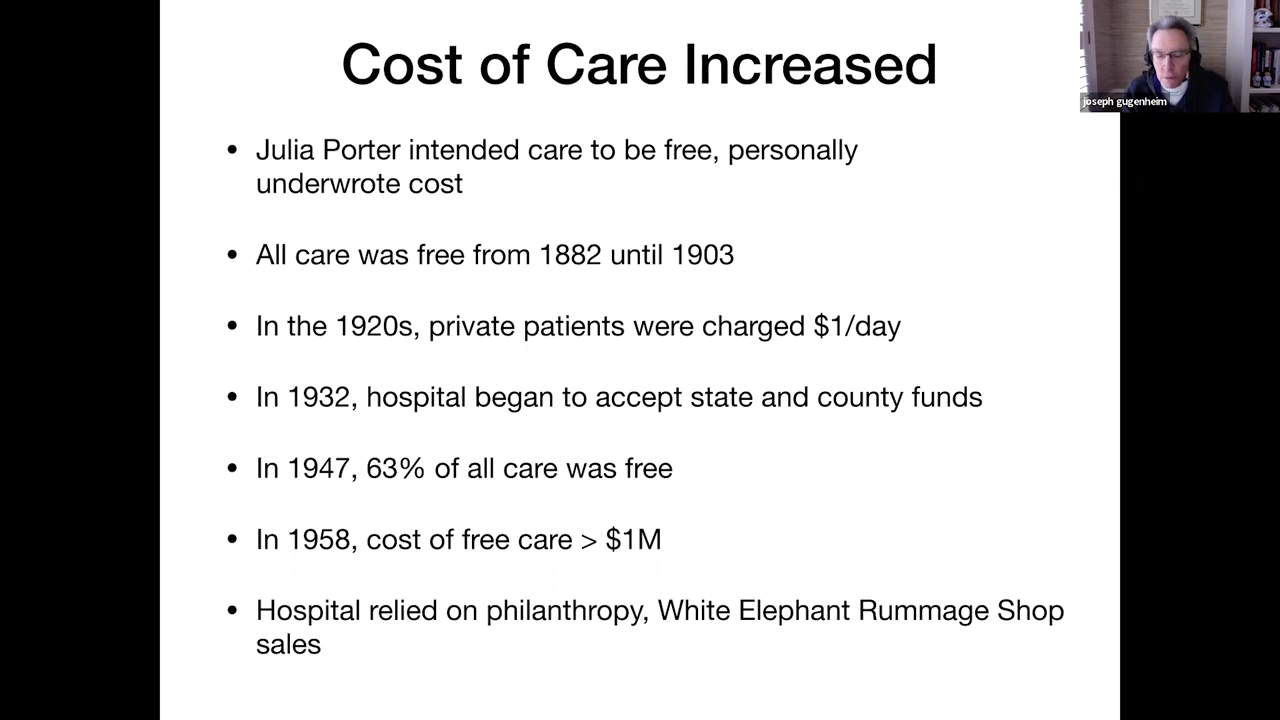 Cost of Care Increased
joseph gugenheim
• Julia Porter intended care to be free, personally
underwrote cost
• All care was free from 1882 until 1903
• In the 1920s, private patients were charged $1/day
• In 1932, hospital began to accept state and county funds
• In 1947, 63% of all care was free
• In 1958, cost of free care > $1M
• Hospital relied on philanthropy, White Elephant Rummage Shop
sales